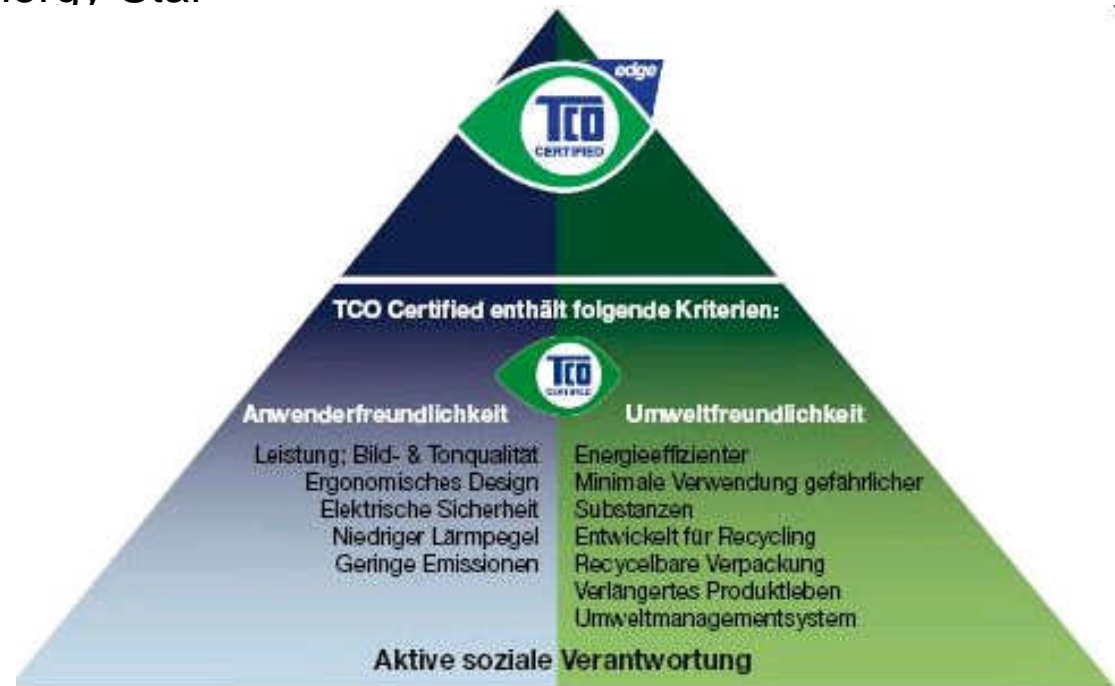 edge
TCO
CERTIFIED
TCO Certified enthält folgende Kriterien:
TCO
CERTIFIED
Anwenderfreundlichkeit
Leistung; Bild- & Tonqualität
Ergonomisches Design
Elektrische Sicherheit
Niedriger Lärmpegel
Geringe Emissionen
Umweltfreundlichkeit
Energieeffizienter
Minimale Verwendung gefährlicher
Substanzen
Entwickelt für Recycling
Recycelbare Verpackung
Verlängertes Produktleben
Umweltmanagementsystem
Aktive soziale Verantwortung